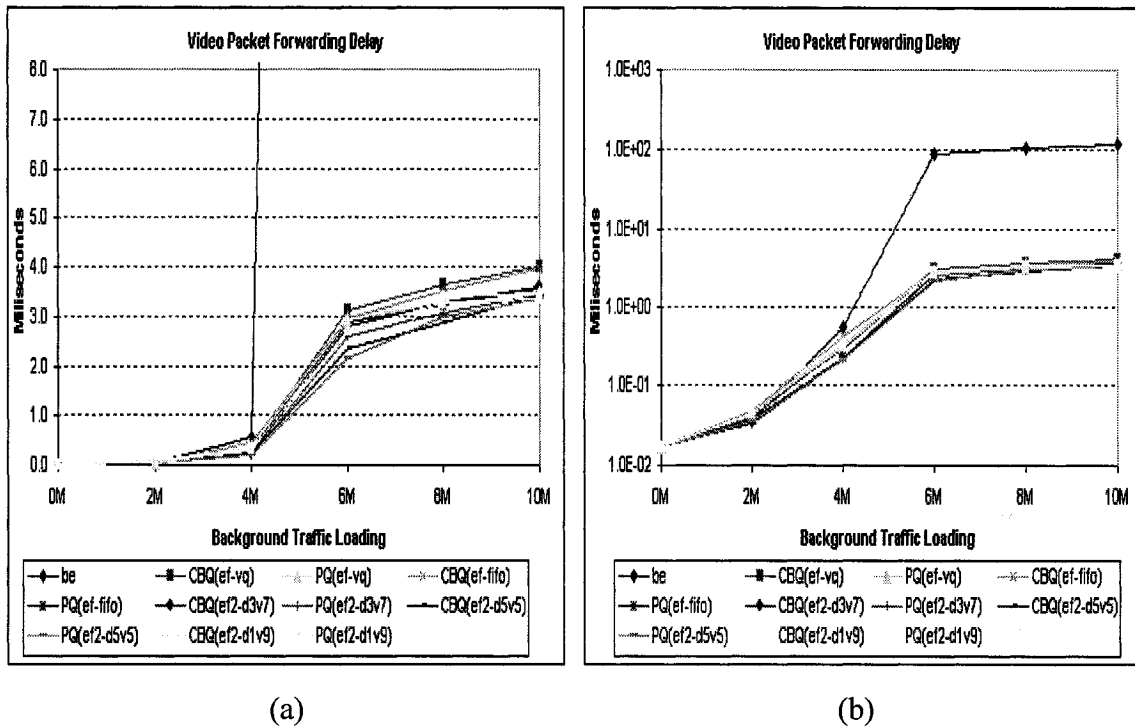 Video Packet Forwarding Delay
8.0
7.0
6.0
5.0
4.0
3.0
2.0
1.0
0.0
Milliseconds
0M 2M 4M 6M 8M 10M
Background Traffic Loading
be CBQ(ef-vq) PQ(ef-vq) CBQ(ef-fifo)
PQ(ef-fifo) CBQ(ef2-d3v7) PQ(ef2-d3v7) CBQ(ef2-d5v5)
PQ(ef2-d5v5) CBQ(ef2-d1v9) PQ(ef2-d1v9)
(a)
Video Packet Forwarding Delay
1.0E+03
1.0E+02
1.0E+01
1.0E+00
1.0E-01
1.0E-02
Milliseconds
0M 2M 4M 6M 8M 10M
Background Traffic Loading
be CBQ(ef-vq) PQ(ef-vq) CBQ(ef-fifo)
PQ(ef-fifo) CBQ(ef2-d3v7) PQ(ef2-d3v7) CBQ(ef2-d5v5)
PQ(ef2-d5v5) CBQ(ef2-d1v9) PQ(ef2-d1v9)
(b)